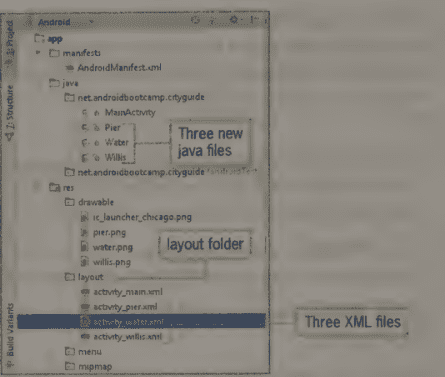 Android
1: Project
app
manifests
AndroidManifest.xml
java
net.androidbootcamp.cityguide
MainActivity
Pier
Water
Willis
Three new
java files
net.androidbootcamp.cityguide (androidTest)
Z: Structure
res
drawable
ic_launcher_chicago.png
pier.png
water.png
willis.png
layout folder
layout
activity_main.xml
activity_pier.xml
activity_water.xml
Three XML files
activity_willis.xml
menu
mipmap
Build Variants